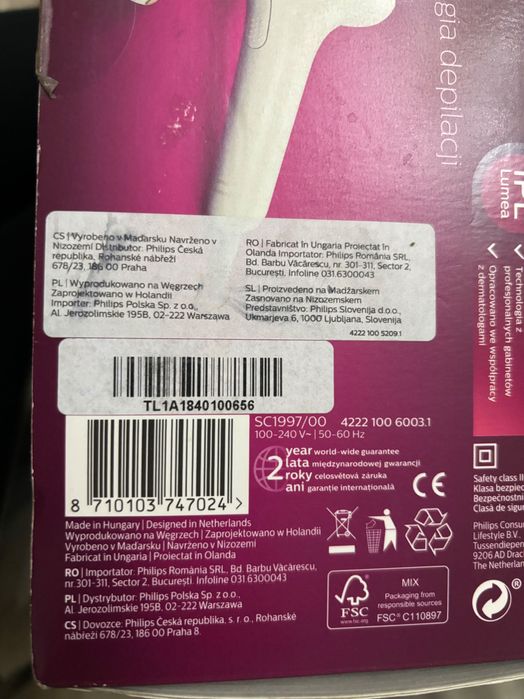 gia depilacji
IPL
Lumea
Technologia z
profesjonalnych gabinetów
Opracowano we współpracy
z dermatologami
CS | Vyrobeno v Maďarsku Navrženo v
Nizozemí Distributor: Philips Česká
republika, Rohanské nábřeží
678/23, 186 00 Praha
PL | Wyprodukowano na Węgrzech
Zaprojektowano w Holandii
Importer: Philips Polska Sp. z o.o.,
Al. Jerozolimskie 195B, 02-222 Warszawa
RO | Fabricat în Ungaria Proiectat în
Olanda Importator: Philips România SRL,
Bd. Barbu Văcărescu, nr. 301-311, Sector 2,
București, Infoline 031 6300043
SL | Proizvedeno na Madžarskem
Zasnovano na Nizozemskem
Predstavništvo: Philips Slovenija d.o.o.,
Ukmarjeva 6, 1000 Ljubljana, Slovenija
4222 100 5209.1
TL1A1840100656
SC1997/00 4222 100 6003.1
100-240 V~ | 50-60 Hz
2
year world-wide guarantee
lata międzynarodowej gwarancji
roky celosvětová záruka
ani garanție internațională
CE
8 710103 747024 >
Made in Hungary | Designed in Netherlands
Wyprodukowano na Węgrzech | Zaprojektowano w Holandii
Vyrobeno v Maďarsku | Navrženo v Nizozemí
Fabricat în Ungaria | Proiectat în Olanda
RO | Importator: Philips România SRL, Bd. Barbu Văcărescu,
nr.301-311, Sector 2, București. Infoline 031 6300043
PL | Dystrybutor: Philips Polska Sp. z o.o.,
Al. Jerozolimskie 195B, 02-222 Warszawa
CS | Dovozce: Philips Česká republika, s. r. o., Rohanské
nábřeží 678/23, 186 00 Praha 8.
FSC
www.fsc.org
MIX
Packaging from
responsible sources
FSC® C110897
Safety class II
Klasa bezpiec
Bezpečnostní
Clasă de sigur
Philips Consu
Lifestyle B.V.
Tussendiepen
9206 AD Drac
The Netherlan
®